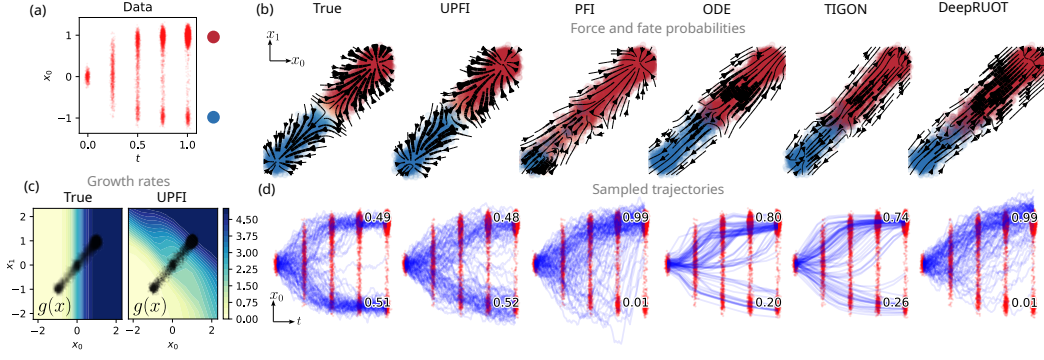 (a)
Data
x₀
1
0
−1
0.0
0.5
1.0
t
(b)
True
UPFI
PFI
ODE
TIGON
DeepRUOT
Force and fate probabilities
x₁
x₀
(c)
Growth rates
True
UPFI
x₁
2
1
0
−1
−2
g(x)
g(x)
−2
0
2
−2
0
2
x₀
x₀
4.50
3.75
3.00
2.25
1.50
0.75
0.00
(d)
Sampled trajectories
0.49
0.48
0.99
0.80
0.74
0.99
0.51
0.52
0.01
0.20
0.26
0.01
x₀
t